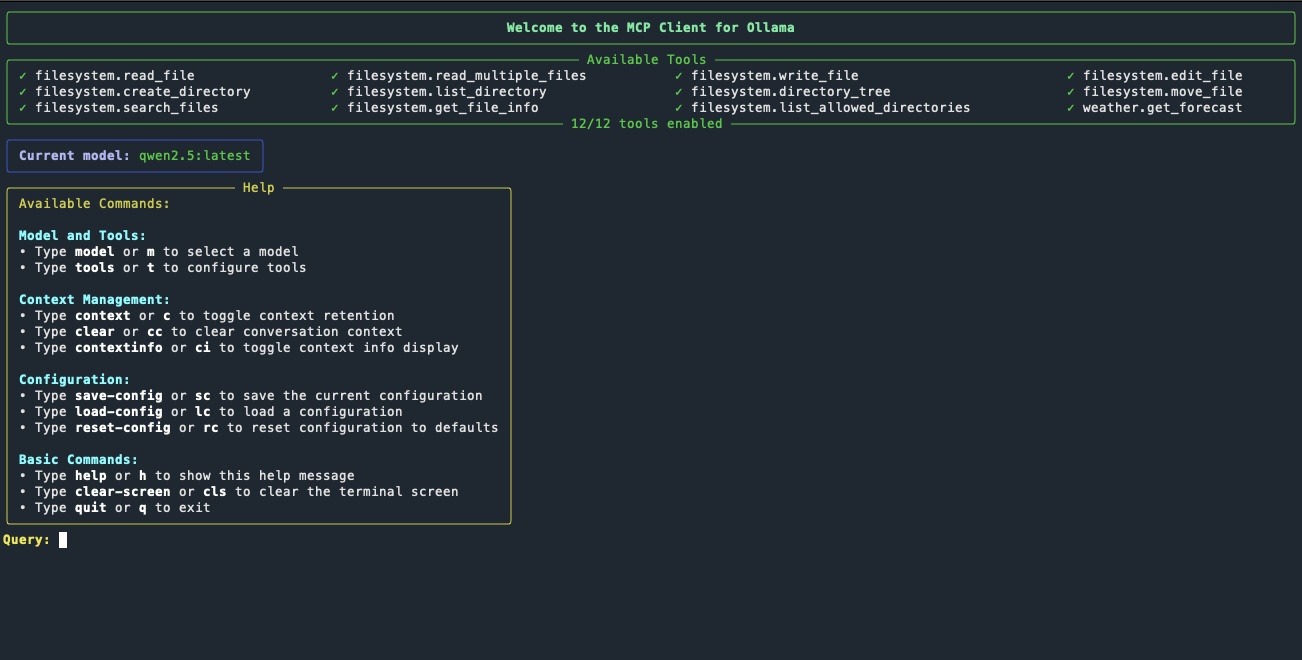 Welcome to the MCP Client for Ollama
Available Tools
✓ filesystem.read_file ✓ filesystem.read_multiple_files ✓ filesystem.write_file ✓ filesystem.edit_file
✓ filesystem.create_directory ✓ filesystem.list_directory ✓ filesystem.directory_tree ✓ filesystem.move_file
✓ filesystem.search_files ✓ filesystem.get_file_info ✓ filesystem.list_allowed_directories ✓ weather.get_forecast
12/12 tools enabled
Current model: qwen2.5:latest
Help
Available Commands:
Model and Tools:
• Type model or m to select a model
• Type tools or t to configure tools
Context Management:
• Type context or c to toggle context retention
• Type clear or cc to clear conversation context
• Type contextinfo or ci to toggle context info display
Configuration:
• Type save-config or sc to save the current configuration
• Type load-config or lc to load a configuration
• Type reset-config or rc to reset configuration to defaults
Basic Commands:
• Type help or h to show this help message
• Type clear-screen or cls to clear the terminal screen
• Type quit or q to exit
Query: